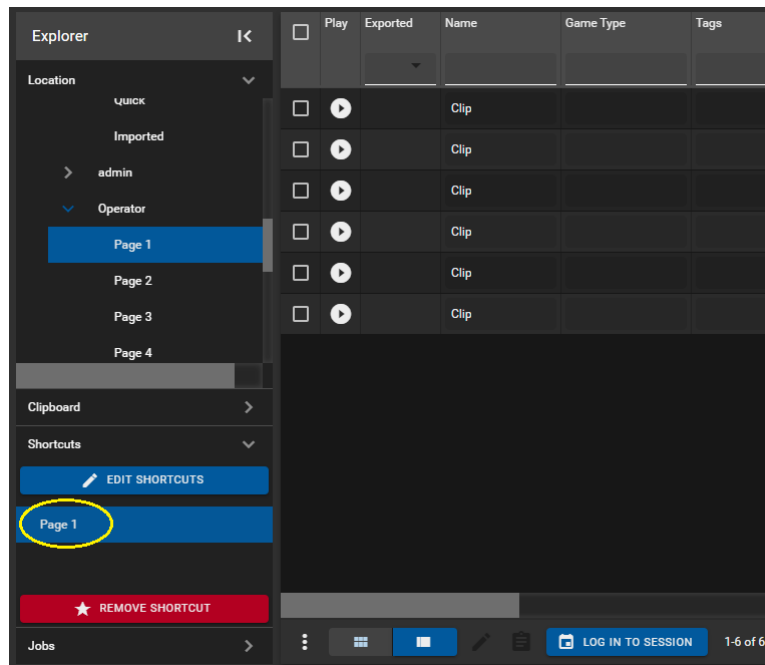 Explorer
Location
Quick
Imported
admin
Operator
Page 1
Page 2
Page 3
Page 4
Clipboard
Shortcuts
EDIT SHORTCUTS
Page 1
REMOVE SHORTCUT
Jobs
Play Exported Name Game Type Tags
Clip
Clip
Clip
Clip
Clip
Clip
LOG IN TO SESSION 1-6 of 6